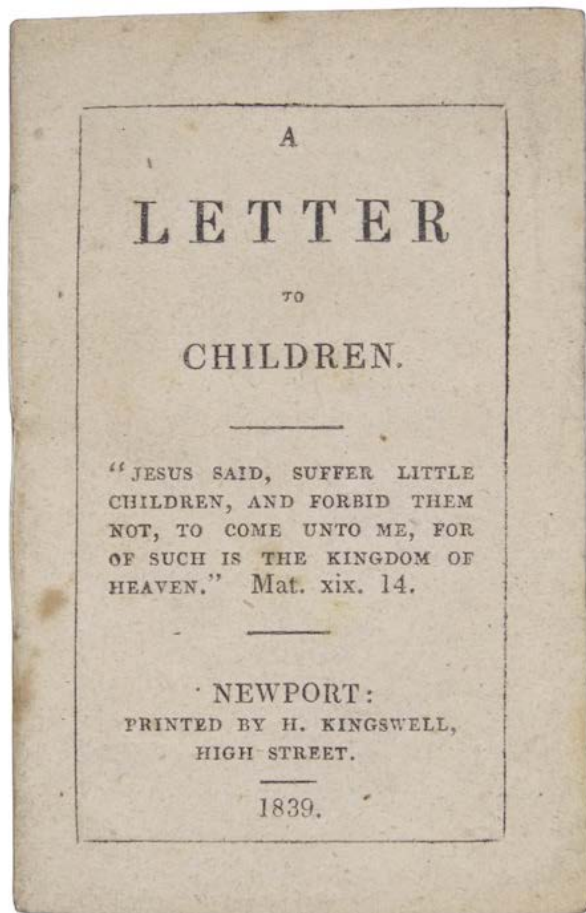 A
LETTER
TO
CHILDREN.
“JESUS SAID, SUFFER LITTLE
CHILDREN, AND FORBID THEM
NOT, TO COME UNTO ME, FOR
OF SUCH IS THE KINGDOM OF
HEAVEN.” Mat. xix. 14.
NEWPORT:
PRINTED BY H. KINGSWELL,
HIGH STREET.
1839.